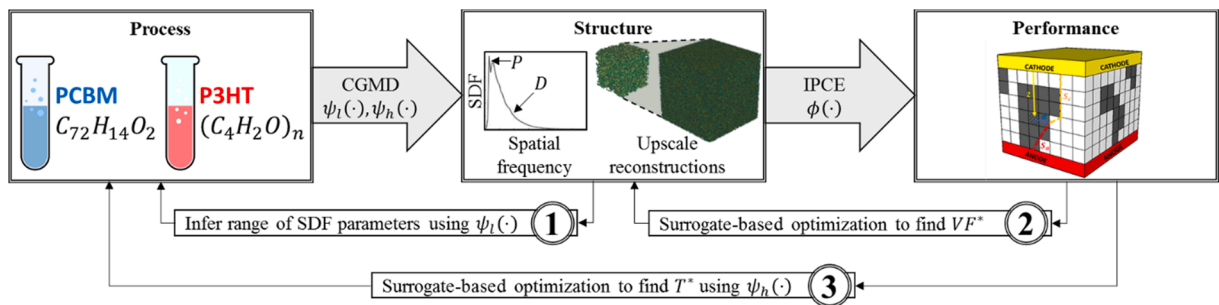 Process
PCBM
C₇₂H₁₄O₂
P3HT
(C₄H₂O)ₙ
CGMD
ψₗ(·), ψₕ(·)
Structure
SDF
P
D
Spatial
frequency
Upscale
reconstructions
IPCE
ϕ(·)
Performance
CATHODE
CATHODE
ANODE
ANODE
Infer range of SDF parameters using ψₗ(·)
1
Surrogate-based optimization to find VF*
2
Surrogate-based optimization to find T* using ψₕ(·)
3